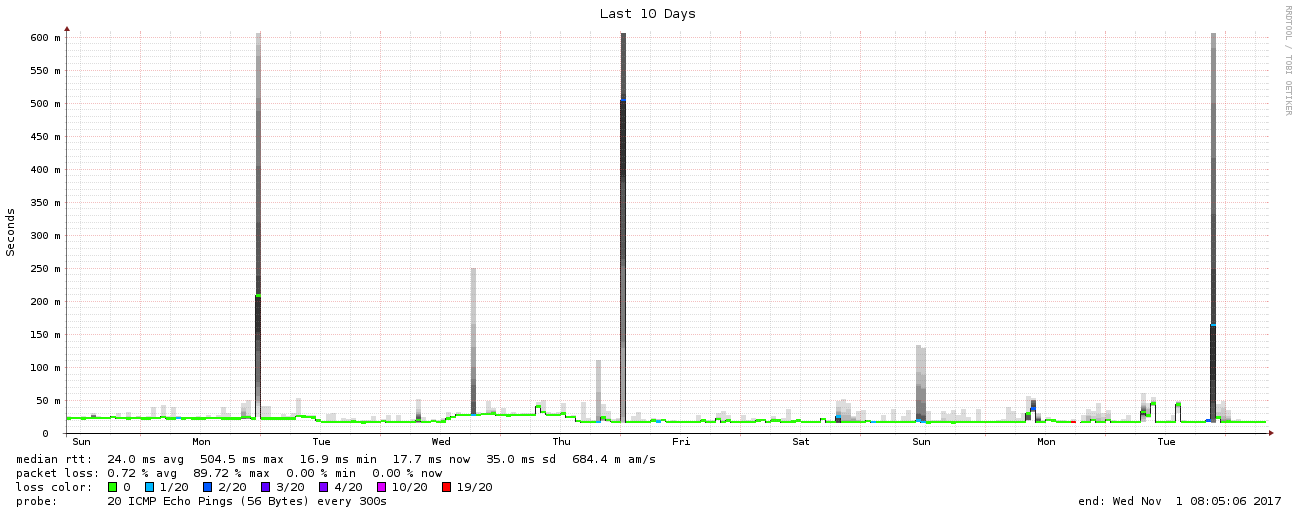 Last 10 Days
RRDTOOL / TOBI OETIKER
600 m
550 m
500 m
450 m
400 m
350 m
300 m
250 m
200 m
150 m
100 m
50 m
0
Seconds
Sun Mon Tue Wed Thu Fri Sat Sun Mon Tue
median rtt: 24.0 ms avg 504.5 ms max 16.9 ms min 17.7 ms now 35.0 ms sd 684.4 m am/s
packet loss: 0.72 % avg 89.72 % max 0.00 % min 0.00 % now
loss color: 0 1/20 2/20 3/20 4/20 10/20 19/20
probe: 20 ICMP Echo Pings (56 Bytes) every 300s end: Wed Nov 1 08:05:06 2017